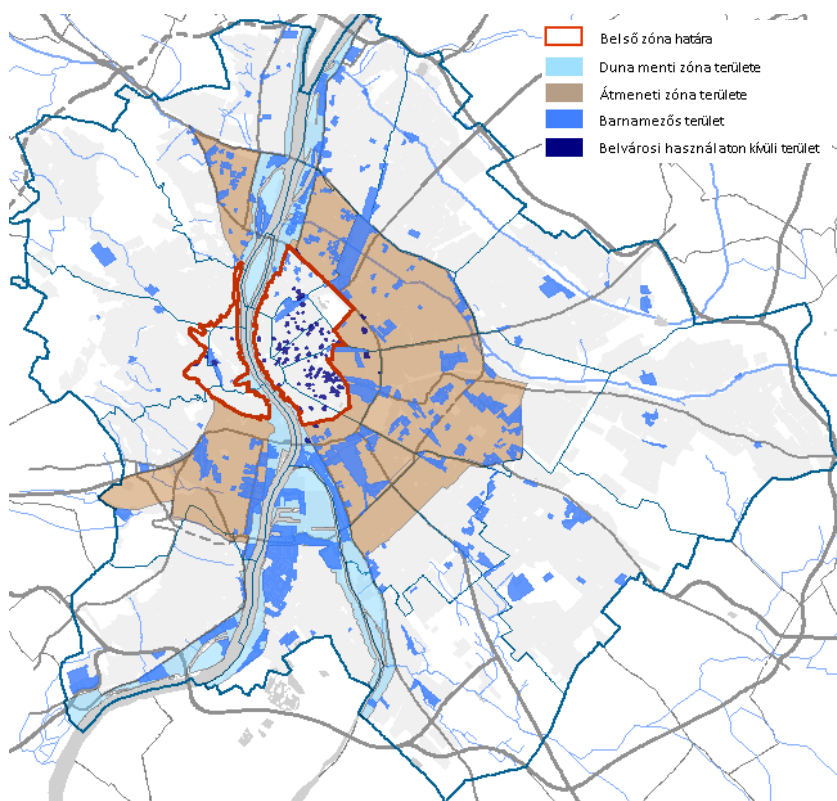 Belső zóna határa
Duna menti zóna területe
Átmeneti zóna területe
Barnamezős terület
Belvárosi használaton kívüli terület